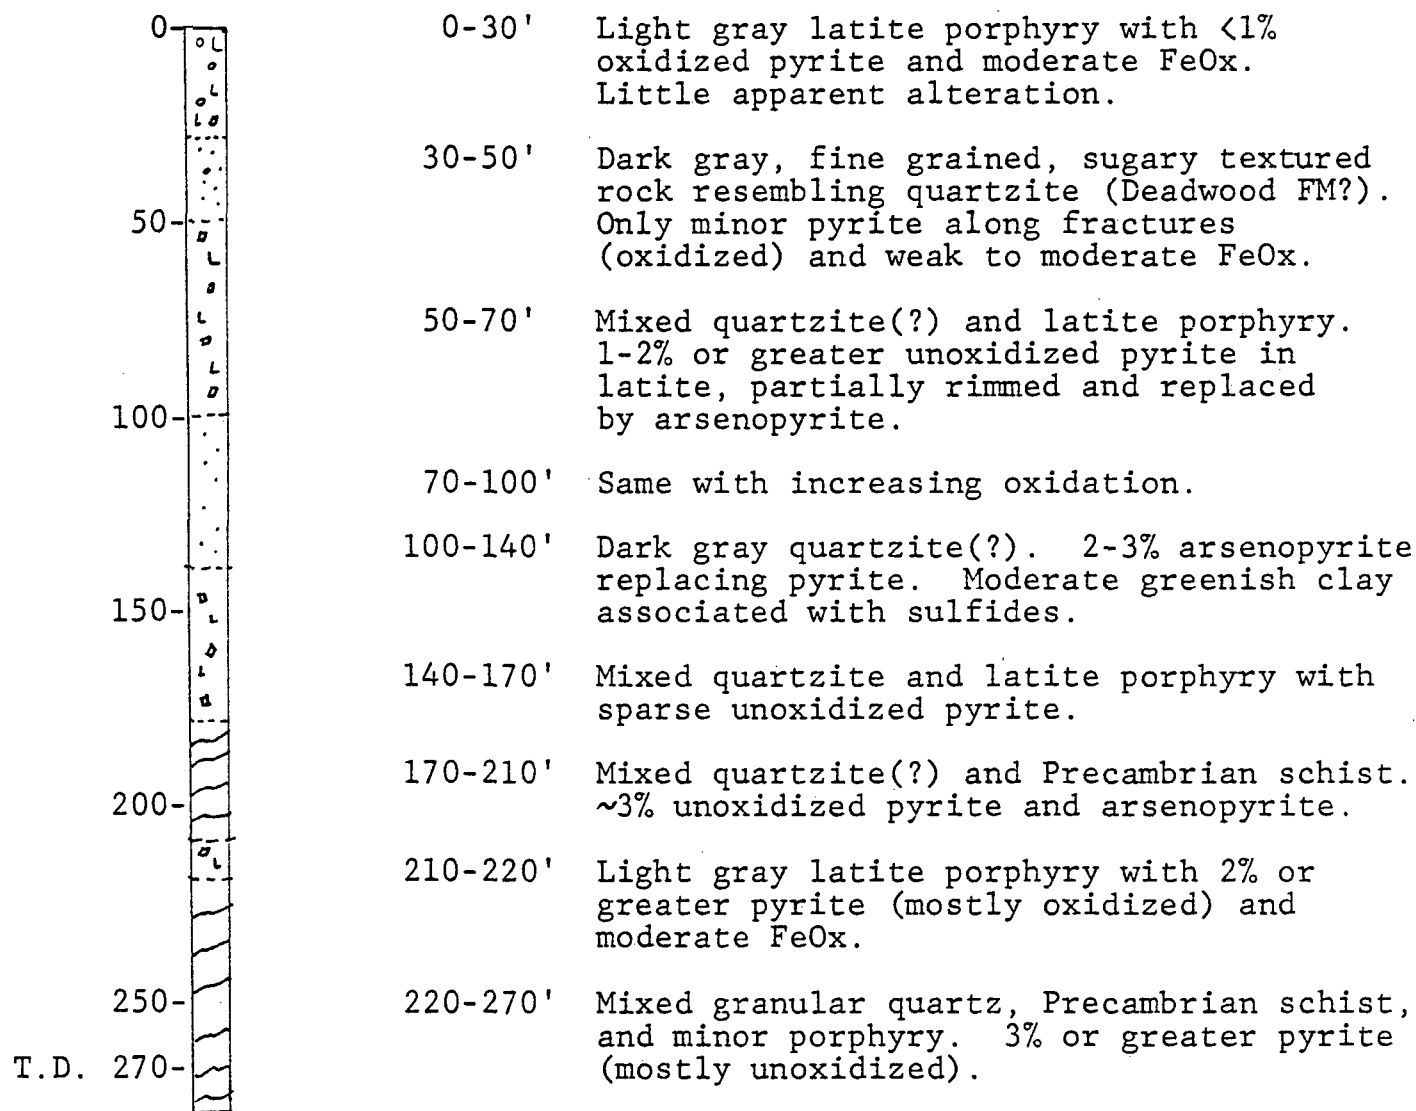 0-
0-30' Light gray latite porphyry with <1%
oxidized pyrite and moderate FeOx.
Little apparent alteration.
30-50' Dark gray, fine grained, sugary textured
rock resembling quartzite (Deadwood FM?).
50-
Only minor pyrite along fractures
(oxidized) and weak to moderate FeOx.
50-70' Mixed quartzite(?) and latite porphyry.
1-2% or greater unoxidized pyrite in
latite, partially rimmed and replaced
100-
by arsenopyrite.
70-100' Same with increasing oxidation.
100-140' Dark gray quartzite(?). 2-3% arsenopyrite
replacing pyrite. Moderate greenish clay
150-
associated with sulfides.
140-170' Mixed quartzite and latite porphyry with
sparse unoxidized pyrite.
170-210' Mixed quartzite(?) and Precambrian schist.
200-
~3% unoxidized pyrite and arsenopyrite.
210-220' Light gray latite porphyry with 2% or
greater pyrite (mostly oxidized) and
moderate FeOx.
250-
220-270' Mixed granular quartz, Precambrian schist,
and minor porphyry. 3% or greater pyrite
T.D. 270-
(mostly unoxidized).